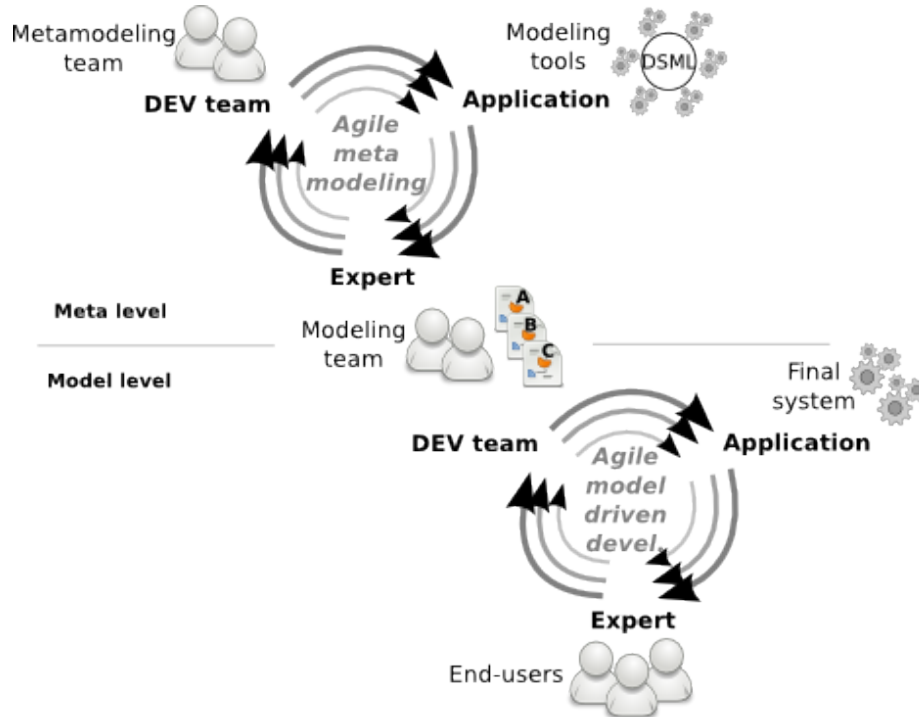 Metamodeling
team
DEV team
Modeling
tools
DSML
Application
Agile
meta
modeling
Expert
Meta level
Modeling
team
A
B
C
Model level
Final
system
DEV team
Application
Agile
model
driven
devel.
Expert
End-users